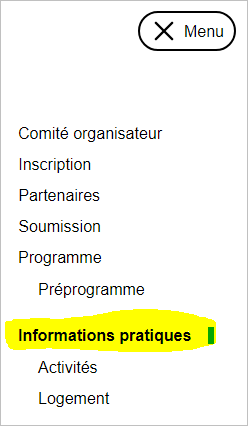 Menu
Comité organisateur
Inscription
Partenaires
Soumission
Programme
Préprogramme
Informations pratiques
Activités
Logement